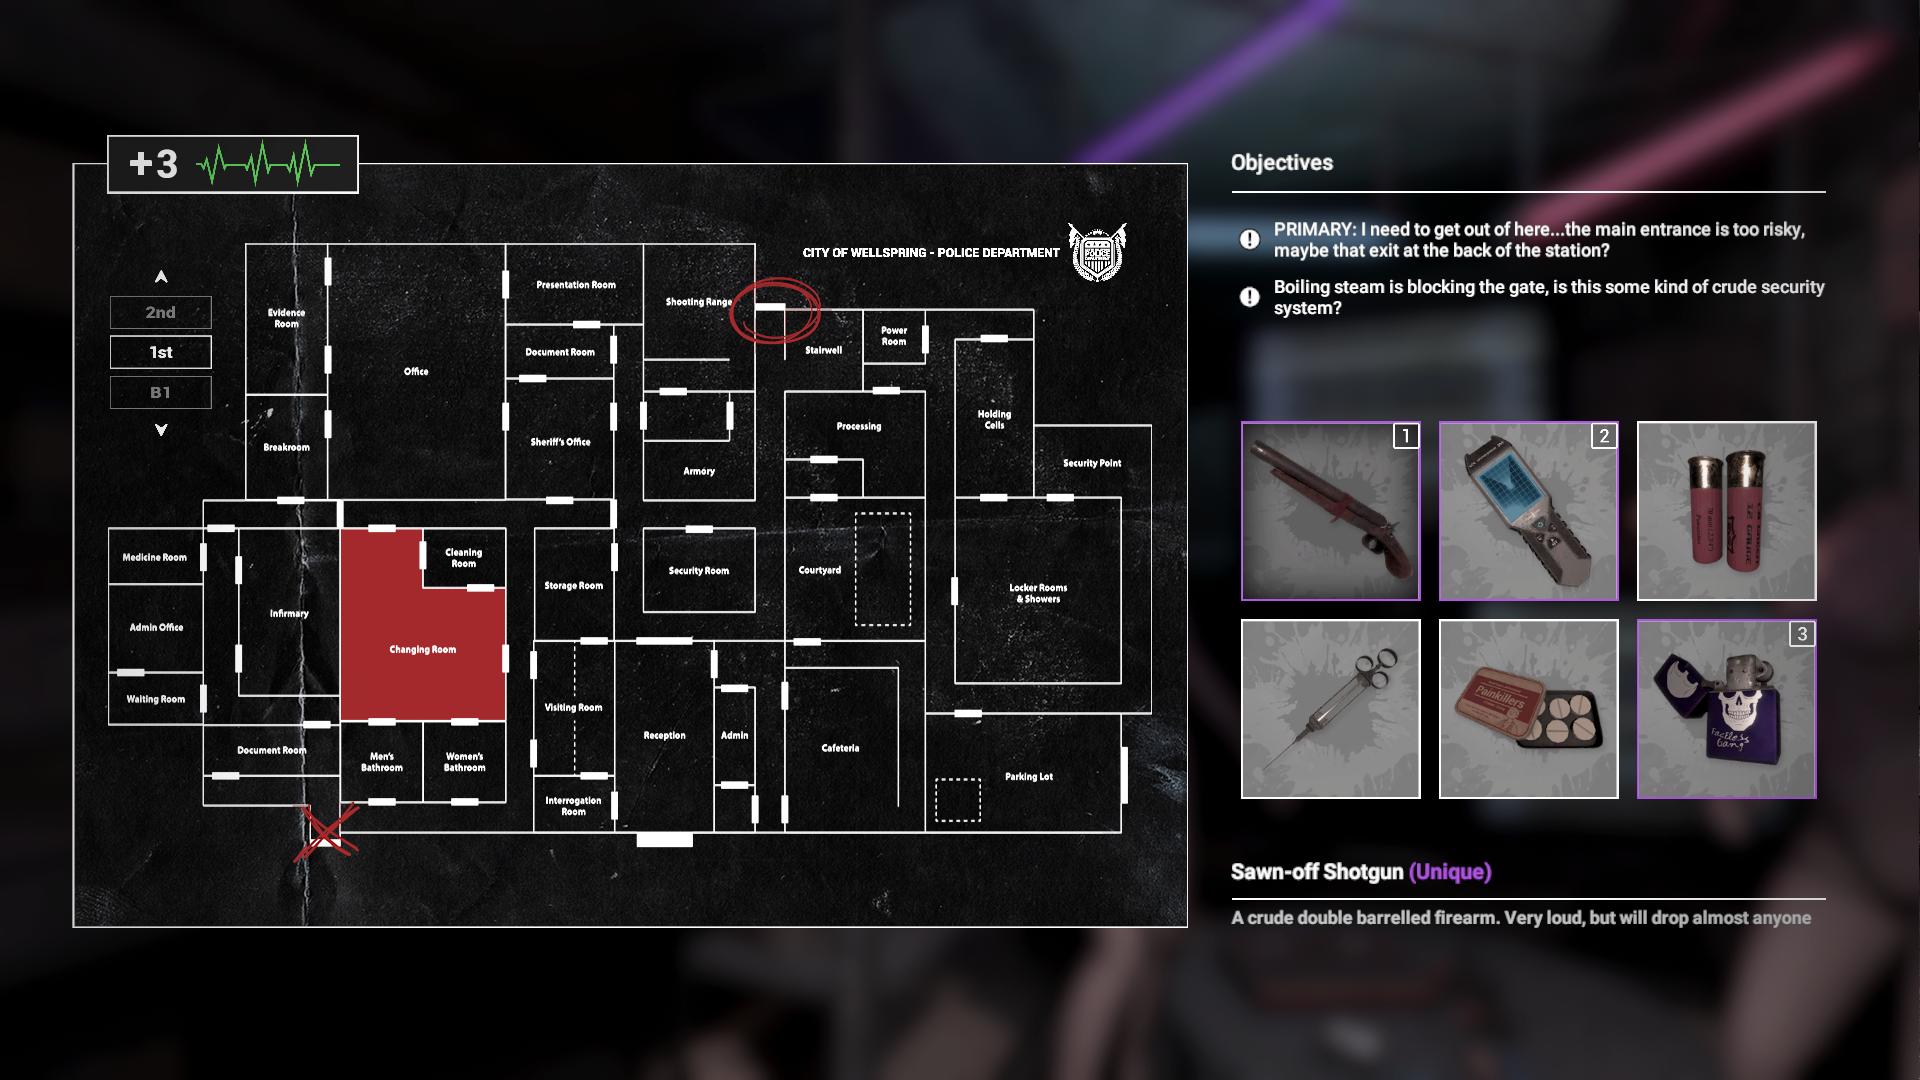 +3
2nd
1st
B1
CITY OF WELLSPRING - POLICE DEPARTMENT
POLICE
Evidence
Room
Office
Presentation Room
Shooting Range
Document Room
Stairwell
Power
Room
Breakroom
Sheriff's Office
Armory
Processing
Holding
Cells
Security Point
Medicine Room
Cleaning
Room
Storage Room
Security Room
Courtyard
Locker Rooms
& Showers
Admin Office
Infirmary
Changing Room
Waiting Room
Visiting Room
Reception
Admin
Cafeteria
Document Room
Men's
Bathroom
Women's
Bathroom
Interrogation
Room
Parking Lot
Objectives
PRIMARY: I need to get out of here...the main entrance is too risky,
maybe that exit at the back of the station?
Boiling steam is blocking the gate, is this some kind of crude security
system?
1
2
12 GAUGE
Painkillers
3
Faceless
Gang
Sawn-off Shotgun (Unique)
A crude double barrelled firearm. Very loud, but will drop almost anyone